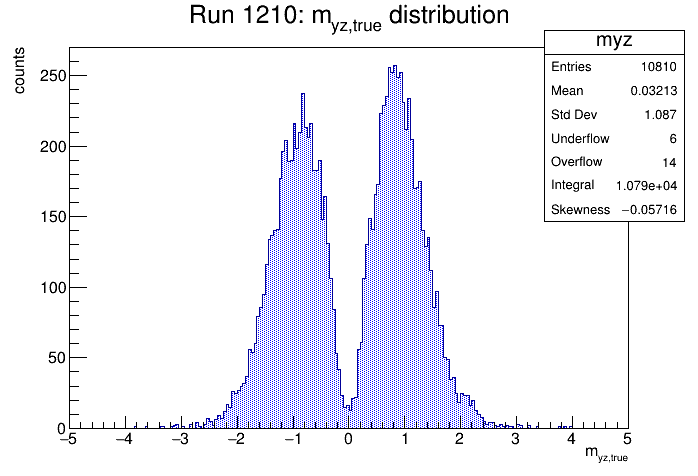 Run 1210: m_yz,true distribution
counts
myz
Entries 10810
Mean 0.03213
Std Dev 1.087
Underflow 6
Overflow 14
Integral 1.079e+04
Skewness −0.05716
250
200
150
100
50
0
−5 −4 −3 −2 −1 0 1 2 3 4 5
m_yz,true